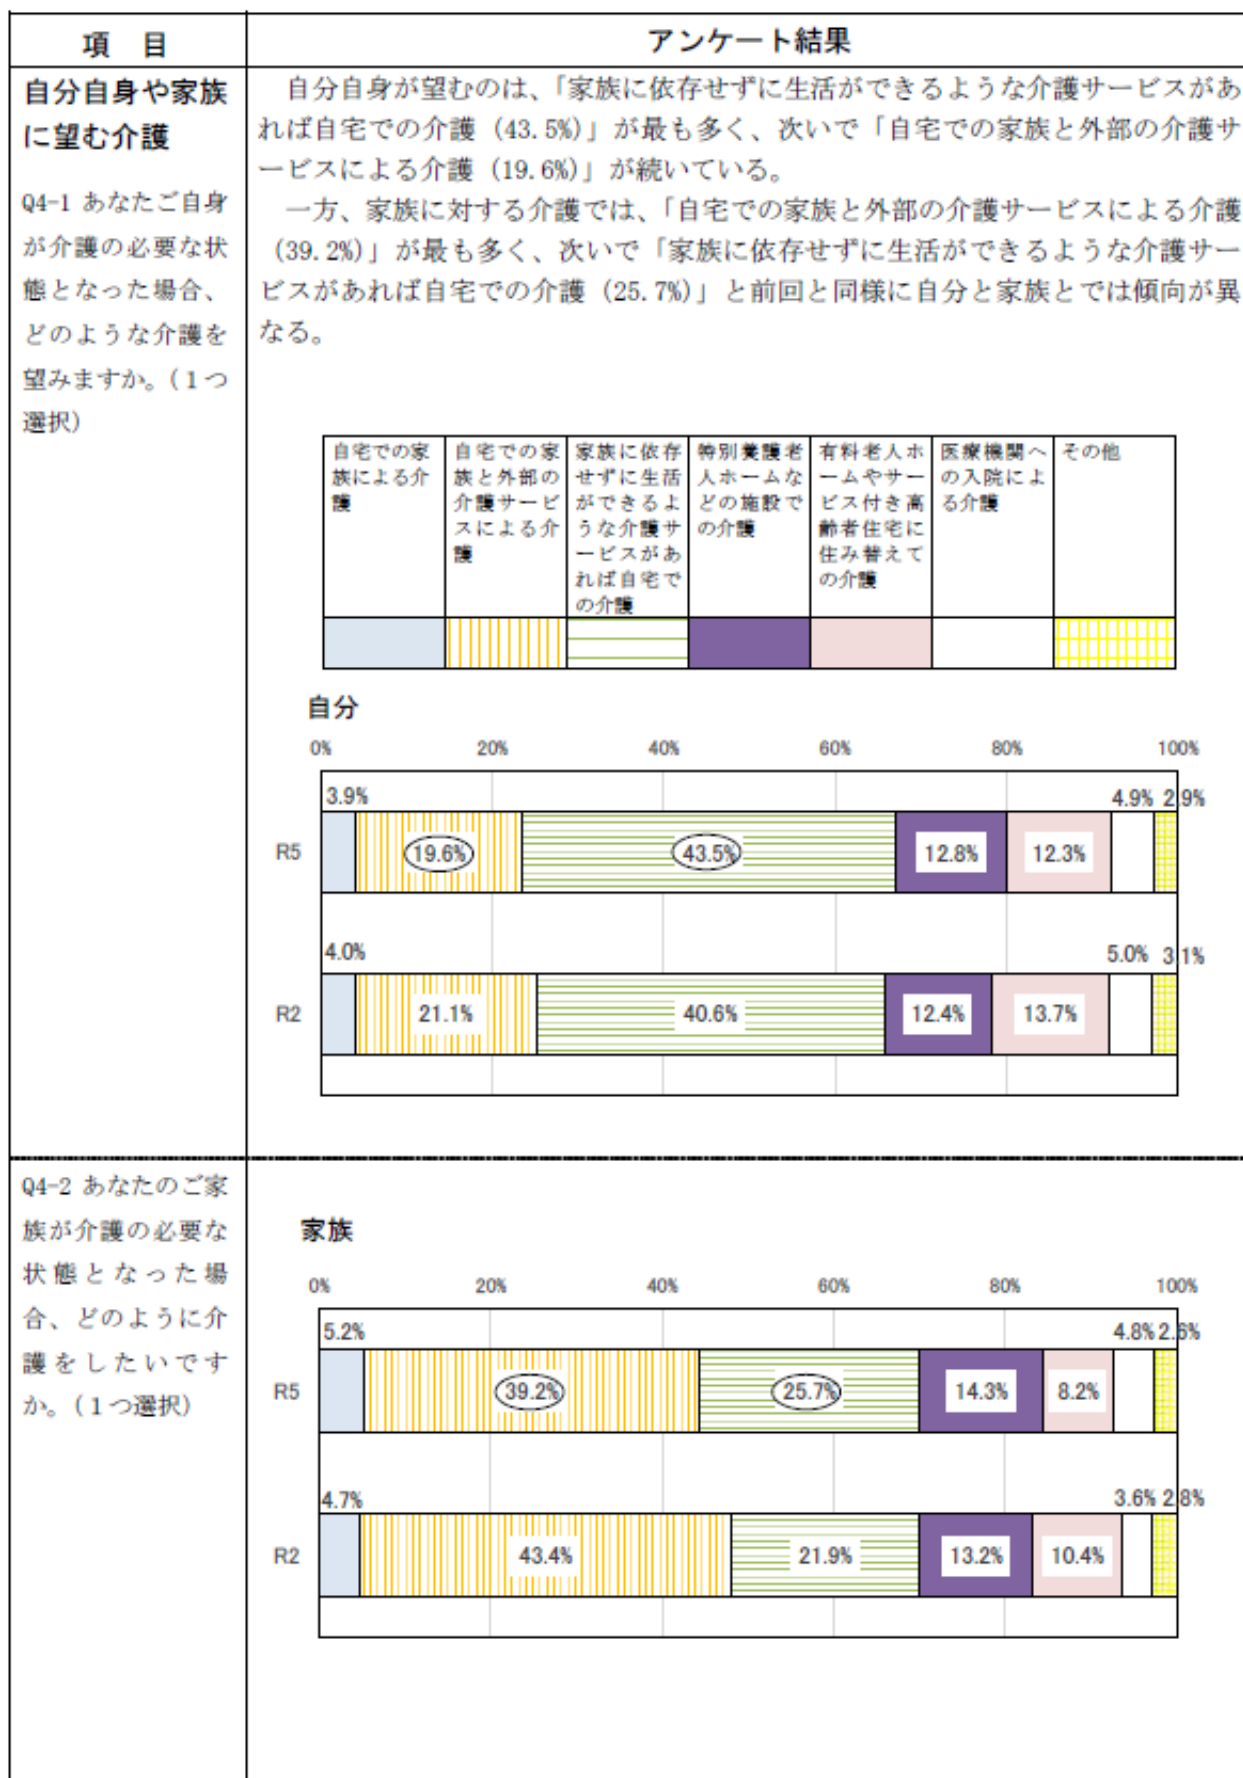 項　目
アンケート結果
自分自身や家族
に望む介護
Q4-1 あなたご自身
が介護の必要な状
態となった場合、
どのような介護を
望みますか。（１つ
選択）
自分自身が望むのは、「家族に依存せずに生活ができるような介護サービスがあ
れば自宅での介護（43.5%）」が最も多く、次いで「自宅での家族と外部の介護サ
ービスによる介護（19.6%）」が続いている。
一方、家族に対する介護では、「自宅での家族と外部の介護サービスによる介護
（39.2%）」が最も多く、次いで「家族に依存せずに生活ができるような介護サー
ビスがあれば自宅での介護（25.7%）」と前回と同様に自分と家族とでは傾向が異
なる。
自宅での家
族による介
護
自宅での家
族と外部の
介護サービ
スによる介
護
家族に依存
せずに生活
ができるよ
うな介護サ
ービスがあ
れば自宅で
の介護
特別養護老
人ホームな
どの施設で
の介護
有料老人ホ
ームやサー
ビス付き高
齢者住宅に
住み替えて
の介護
医療機関へ
の入院によ
る介護
その他
自分
0% 20% 40% 60% 80% 100%
3.9% 4.9% 2.9%
R5 19.6% 43.5% 12.8% 12.3%
4.0% 5.0% 3.1%
R2 21.1% 40.6% 12.4% 13.7%
Q4-2 あなたのご家
族が介護の必要な
状態となった場
合、どのように介
護をしたいです
か。（１つ選択）
家族
0% 20% 40% 60% 80% 100%
5.2% 4.8% 2.6%
R5 39.2% 25.7% 14.3% 8.2%
4.7% 3.6% 2.8%
R2 43.4% 21.9% 13.2% 10.4%